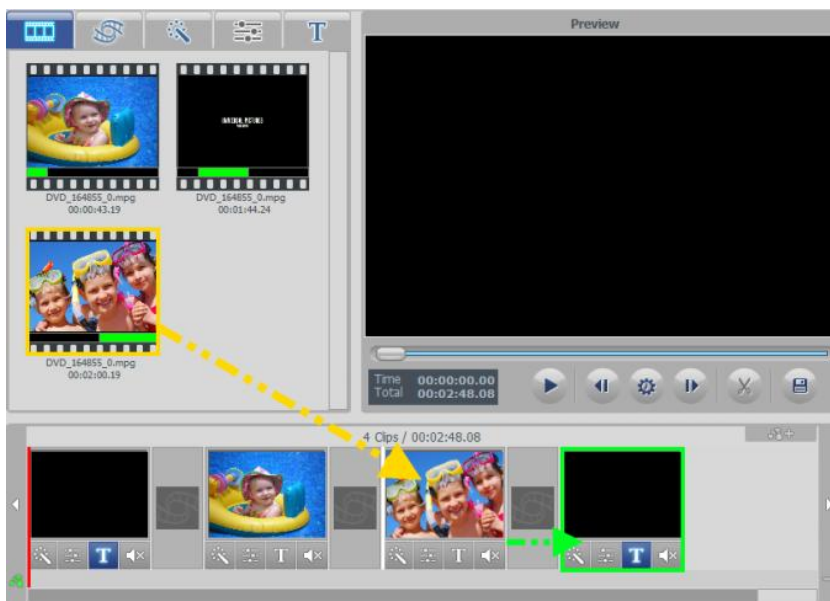 Preview
T
DVD_164855_0.mpg
00:00:43.19
DVD_164855_0.mpg
00:01:44.24
DVD_164855_0.mpg
00:02:00.19
Time 00:00:00.00
Total 00:02:48.08
4 Clips / 00:02:48.08
T
T
T
T